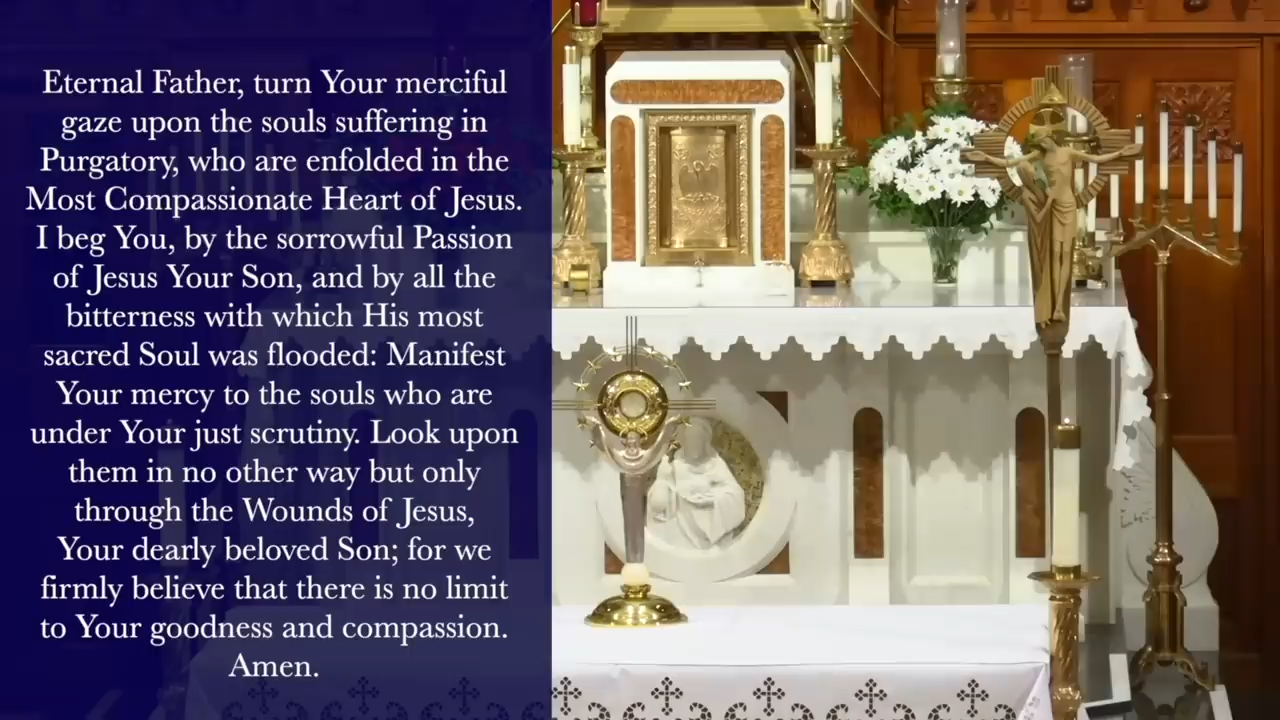 Eternal Father, turn Your merciful
gaze upon the souls suffering in
Purgatory, who are enfolded in the
Most Compassionate Heart of Jesus.
I beg You, by the sorrowful Passion
of Jesus Your Son, and by all the
bitterness with which His most
sacred Soul was flooded: Manifest
Your mercy to the souls who are
under Your just scrutiny. Look upon
them in no other way but only
through the Wounds of Jesus,
Your dearly beloved Son; for we
firmly believe that there is no limit
to Your goodness and compassion.
Amen.